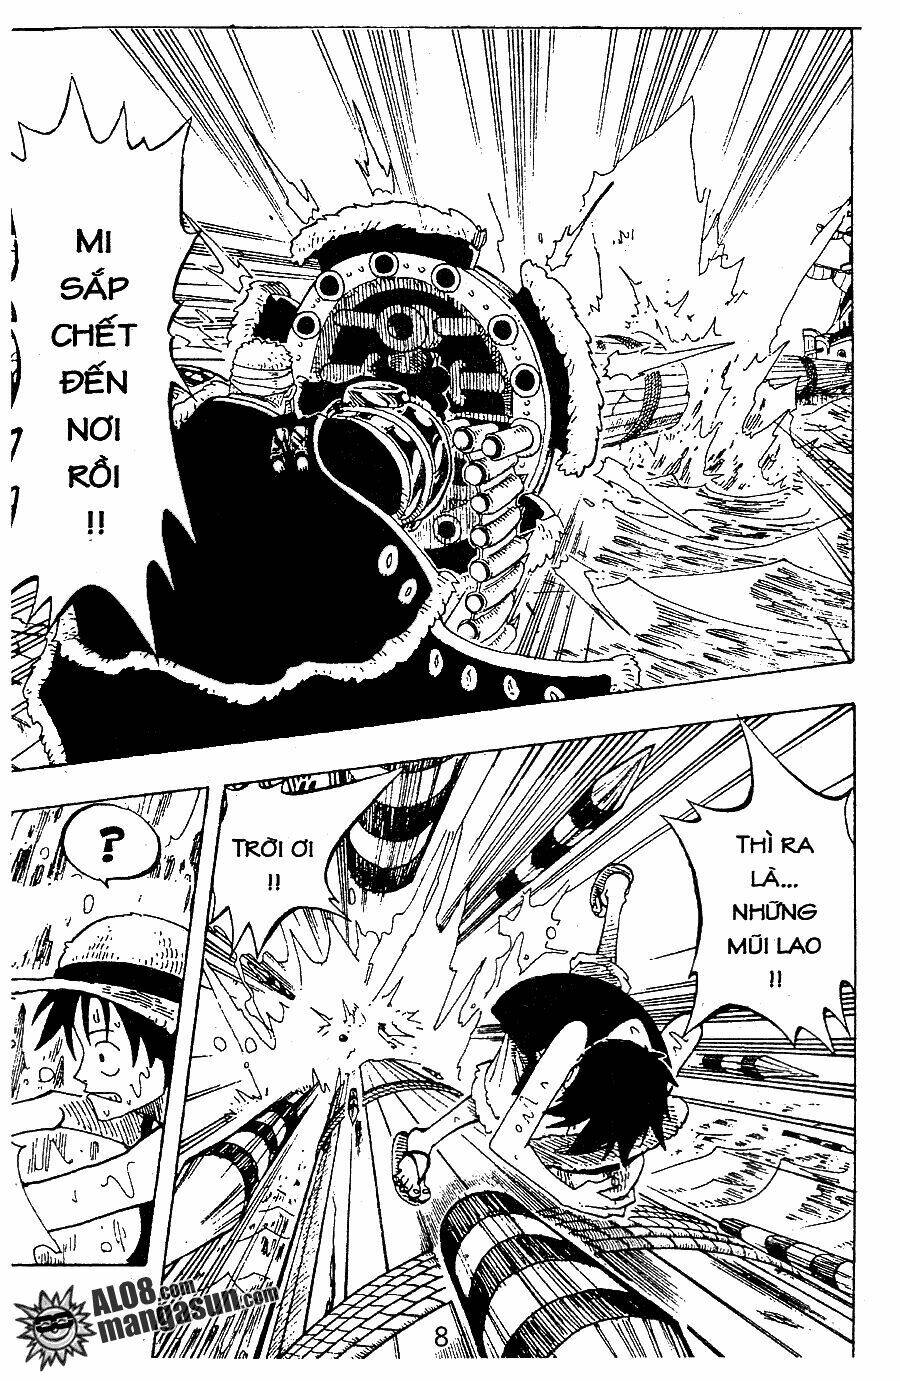 MI
SẮP
CHẾT
ĐẾN
NƠI
RỒI
!!
THÌ RA
LÀ...
NHỮNG
MŨI LAO
!!
TRỜI ƠI
!!
?
ALO8.com
mangasun.com
8